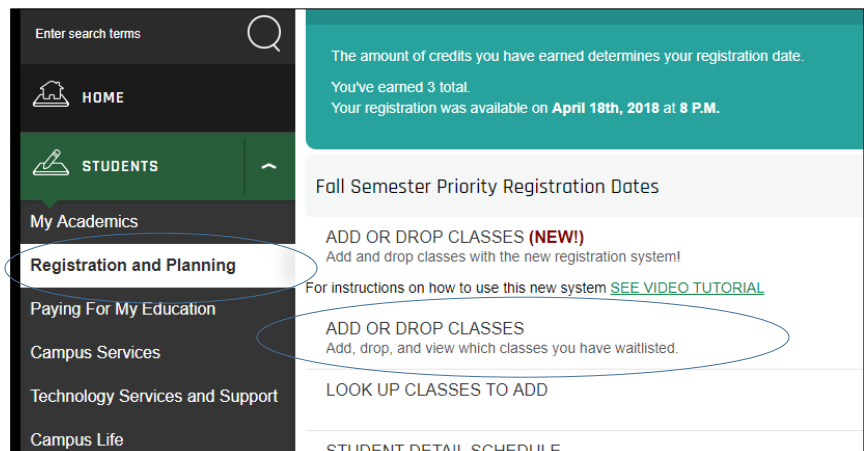 Enter search terms
HOME
STUDENTS
My Academics
Registration and Planning
Paying For My Education
Campus Services
Technology Services and Support
Campus Life
The amount of credits you have earned determines your registration date.
You've earned 3 total.
Your registration was available on April 18th, 2018 at 8 P.M.
Fall Semester Priority Registration Dates
ADD OR DROP CLASSES (NEW!)
Add and drop classes with the new registration system!
For instructions on how to use this new system SEE VIDEO TUTORIAL
ADD OR DROP CLASSES
Add, drop, and view which classes you have waitlisted.
LOOK UP CLASSES TO ADD
STUDENT DETAIL SCHEDULE